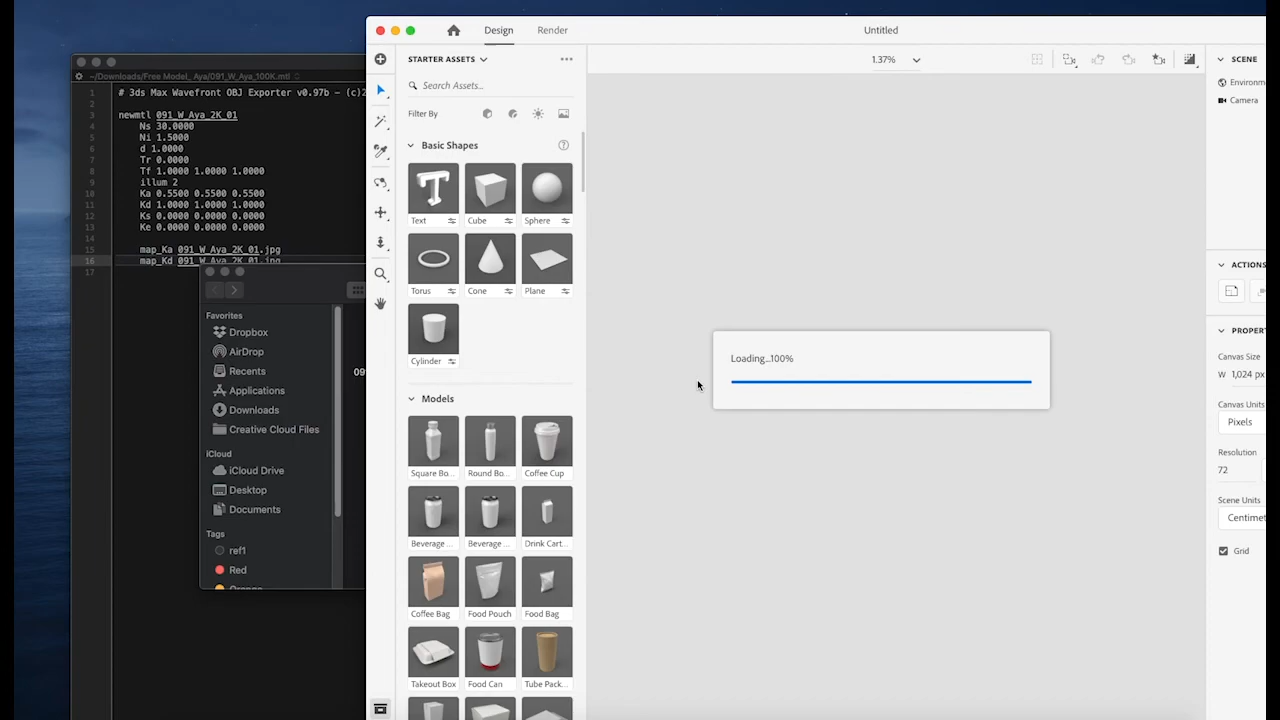 Design
Render
Untitled
~/Downloads/Free Model_ Aya/091_W_Aya_100K.mtl
1 # 3ds Max Wavefront OBJ Exporter v0.97b - (c)2
2
3 newmtl 091_W_Aya_2K_01
4 Ns 30.0000
5 Ni 1.5000
6 d 1.0000
7 Tr 0.0000
8 Tf 1.0000 1.0000 1.0000
9 illum 2
10 Ka 0.5500 0.5500 0.5500
11 Kd 1.0000 1.0000 1.0000
12 Ks 0.0000 0.0000 0.0000
13 Ke 0.0000 0.0000 0.0000
14
15 map_Ka 091_W_Aya_2K_01.jpg
16 map_Kd 091_W_Aya_2K_01.jpg
17
Favorites
Dropbox
AirDrop
Recents
Applications
Downloads
Creative Cloud Files
iCloud
iCloud Drive
Desktop
Documents
Tags
ref1
Red
09
STARTER ASSETS
Search Assets...
Filter By
Basic Shapes
Text
Cube
Sphere
Torus
Cone
Plane
Cylinder
Models
Square Bo...
Round Bo...
Coffee Cup
Beverage ...
Beverage ...
Drink Cart...
Coffee Bag
Food Pouch
Food Bag
Takeout Box
Food Can
Tube Pack...
1.37%
Loading...100%
SCENE
Environm
Camera
ACTIONS
PROPERT
Canvas Size
W 1,024 px
Canvas Units
Pixels
Resolution
72
Scene Units
Centimet
Grid